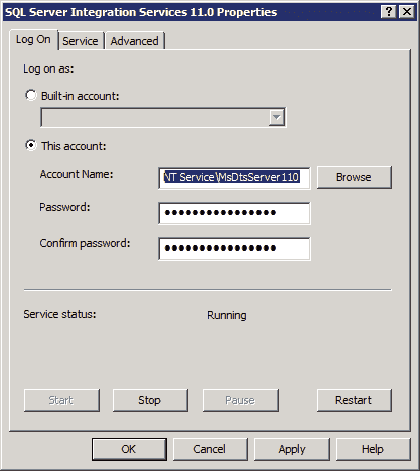 SQL Server Integration Services 11.0 Properties
Log On Service Advanced
Log on as:
Built-in account:
This account:
Account Name: \T Service\MsDtsServer110 Browse
Password: ●●●●●●●●●●●●●●●●
Confirm password: ●●●●●●●●●●●●●●●●
Service status: Running
Start Stop Pause Restart
OK Cancel Apply Help